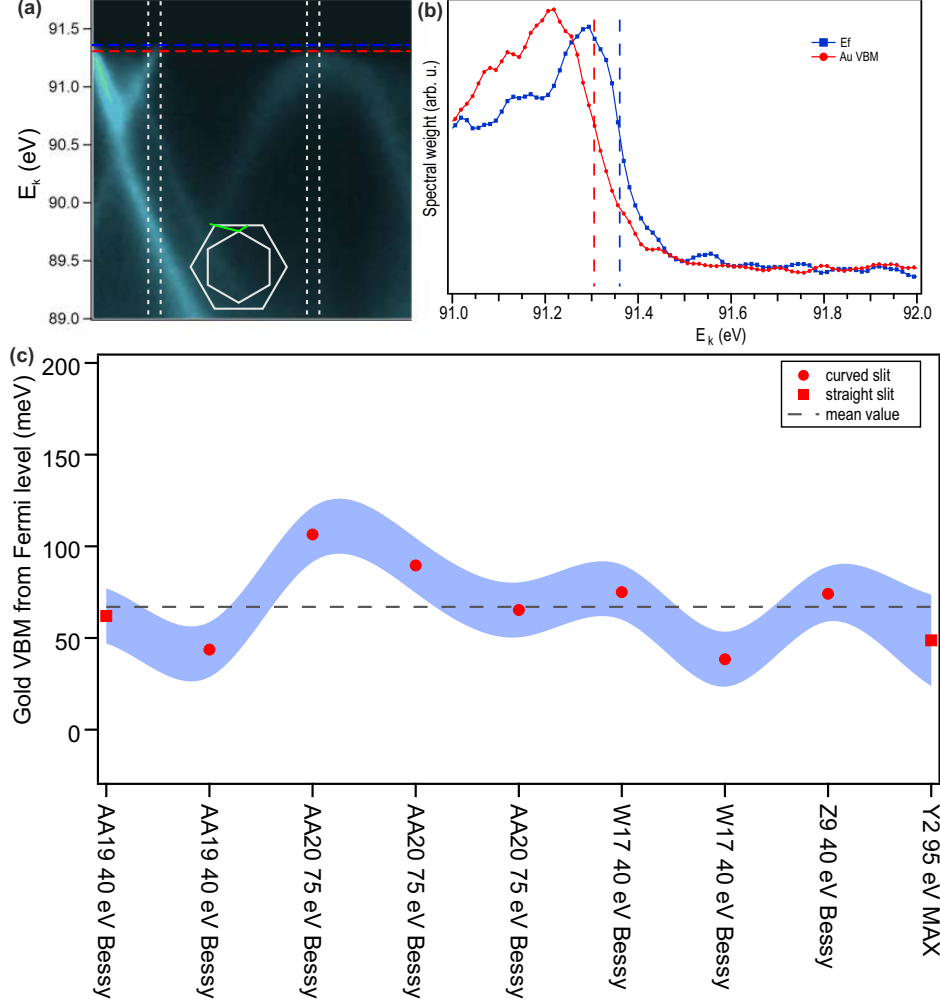 (a)
91.5
91.0
90.5
90.0
89.5
89.0
E_k (eV)
(b)
Spectral weight (arb. u.)
Ef
Au VBM
91.0
91.2
91.4
91.6
91.8
92.0
E_k (eV)
(c)
Gold VBM from Fermi level (meV)
200
150
100
50
0
curved slit
straight slit
mean value
AA19 40 eV Bessy
AA19 40 eV Bessy
AA20 75 eV Bessy
AA20 75 eV Bessy
AA20 75 eV Bessy
W17 40 eV Bessy
W17 40 eV Bessy
Z9 40 eV Bessy
Y2 95 eV MAX